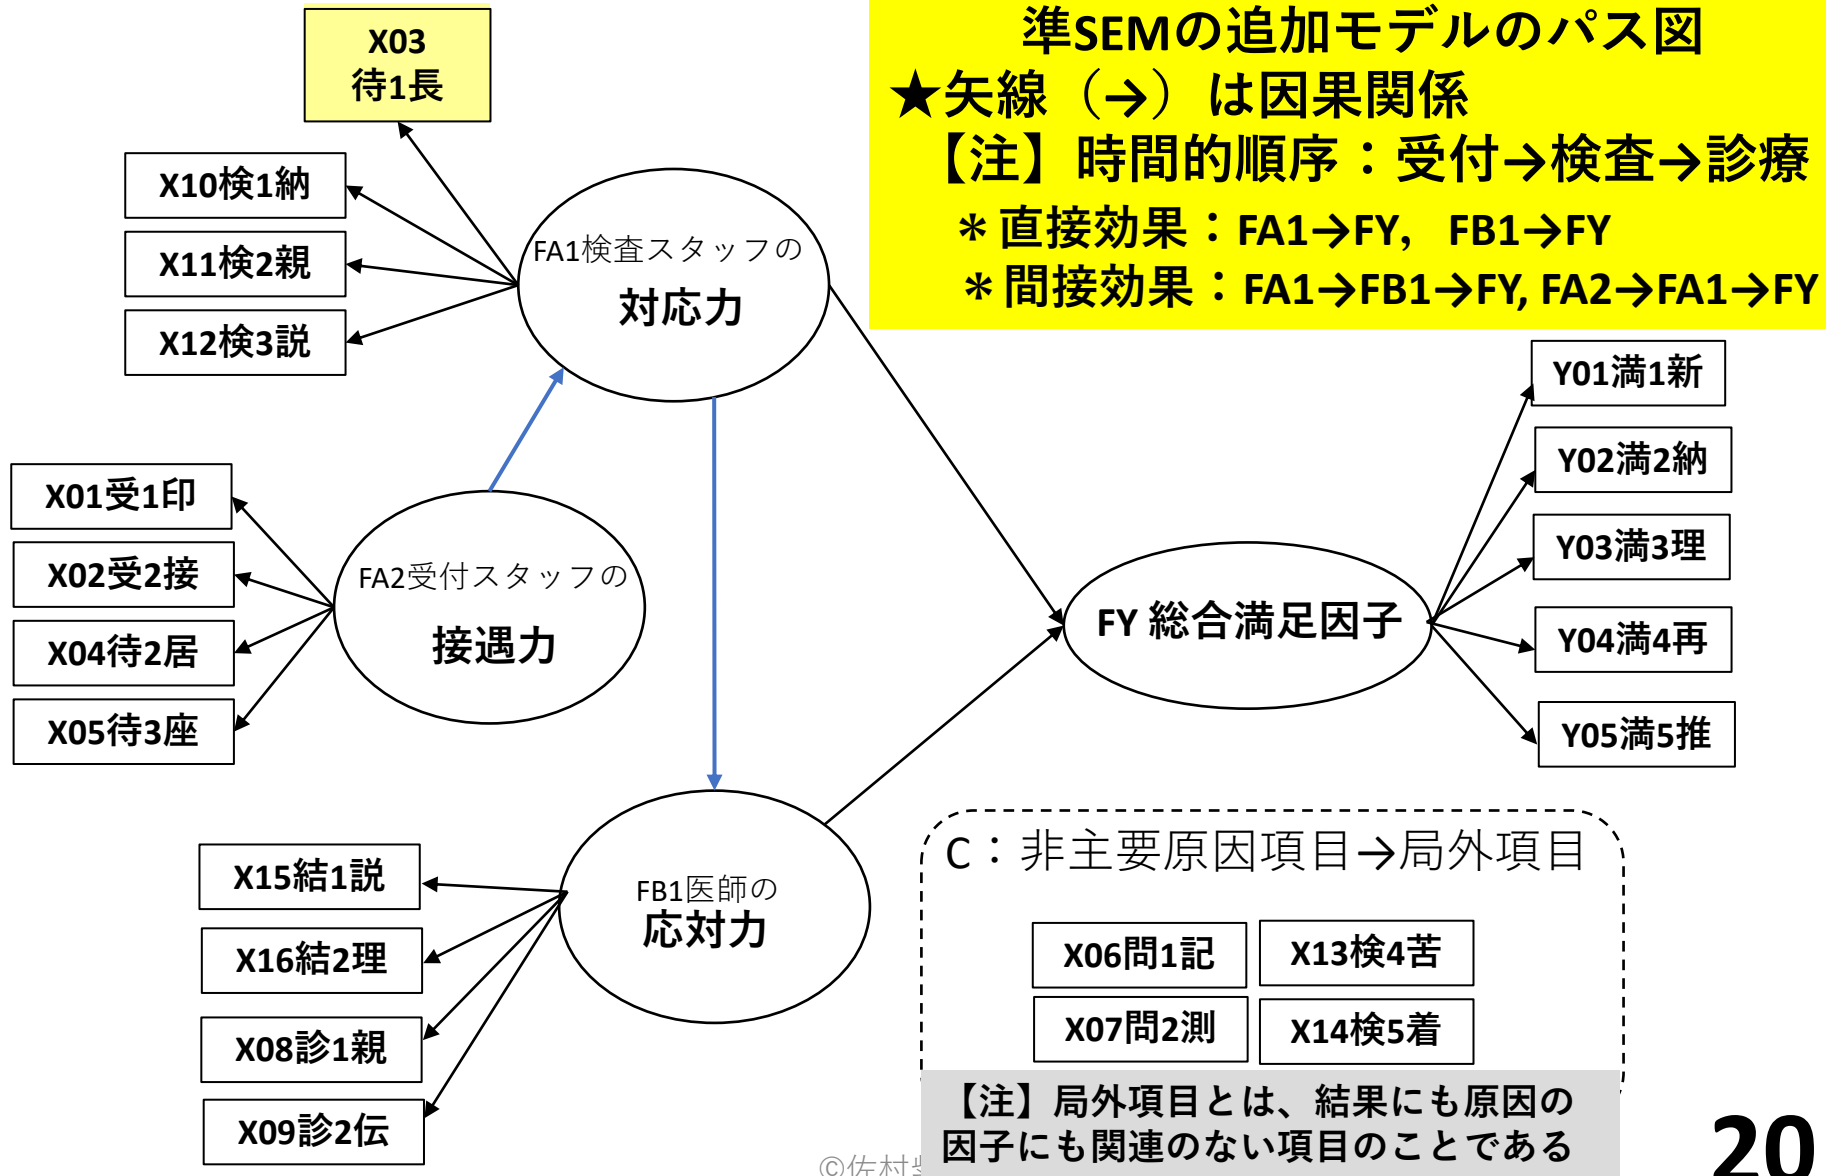 準SEMの追加モデルのパス図
★矢線（→）は因果関係
【注】時間的順序：受付→検査→診療
＊直接効果：FA1→FY, FB1→FY
＊間接効果：FA1→FB1→FY, FA2→FA1→FY
X03
待1長
X10検1納
X11検2親
X12検3説
FA1検査スタッフの
対応力
X01受1印
X02受2接
X04待2居
X05待3座
FA2受付スタッフの
接遇力
FY 総合満足因子
Y01満1新
Y02満2納
Y03満3理
Y04満4再
Y05満5推
X15結1説
X16結2理
X08診1親
X09診2伝
FB1医師の
応対力
C：非主要原因項目→局外項目
X06問1記
X13検4苦
X07問2測
X14検5着
【注】局外項目とは、結果にも原因の
因子にも関連のない項目のことである
©佐村
20